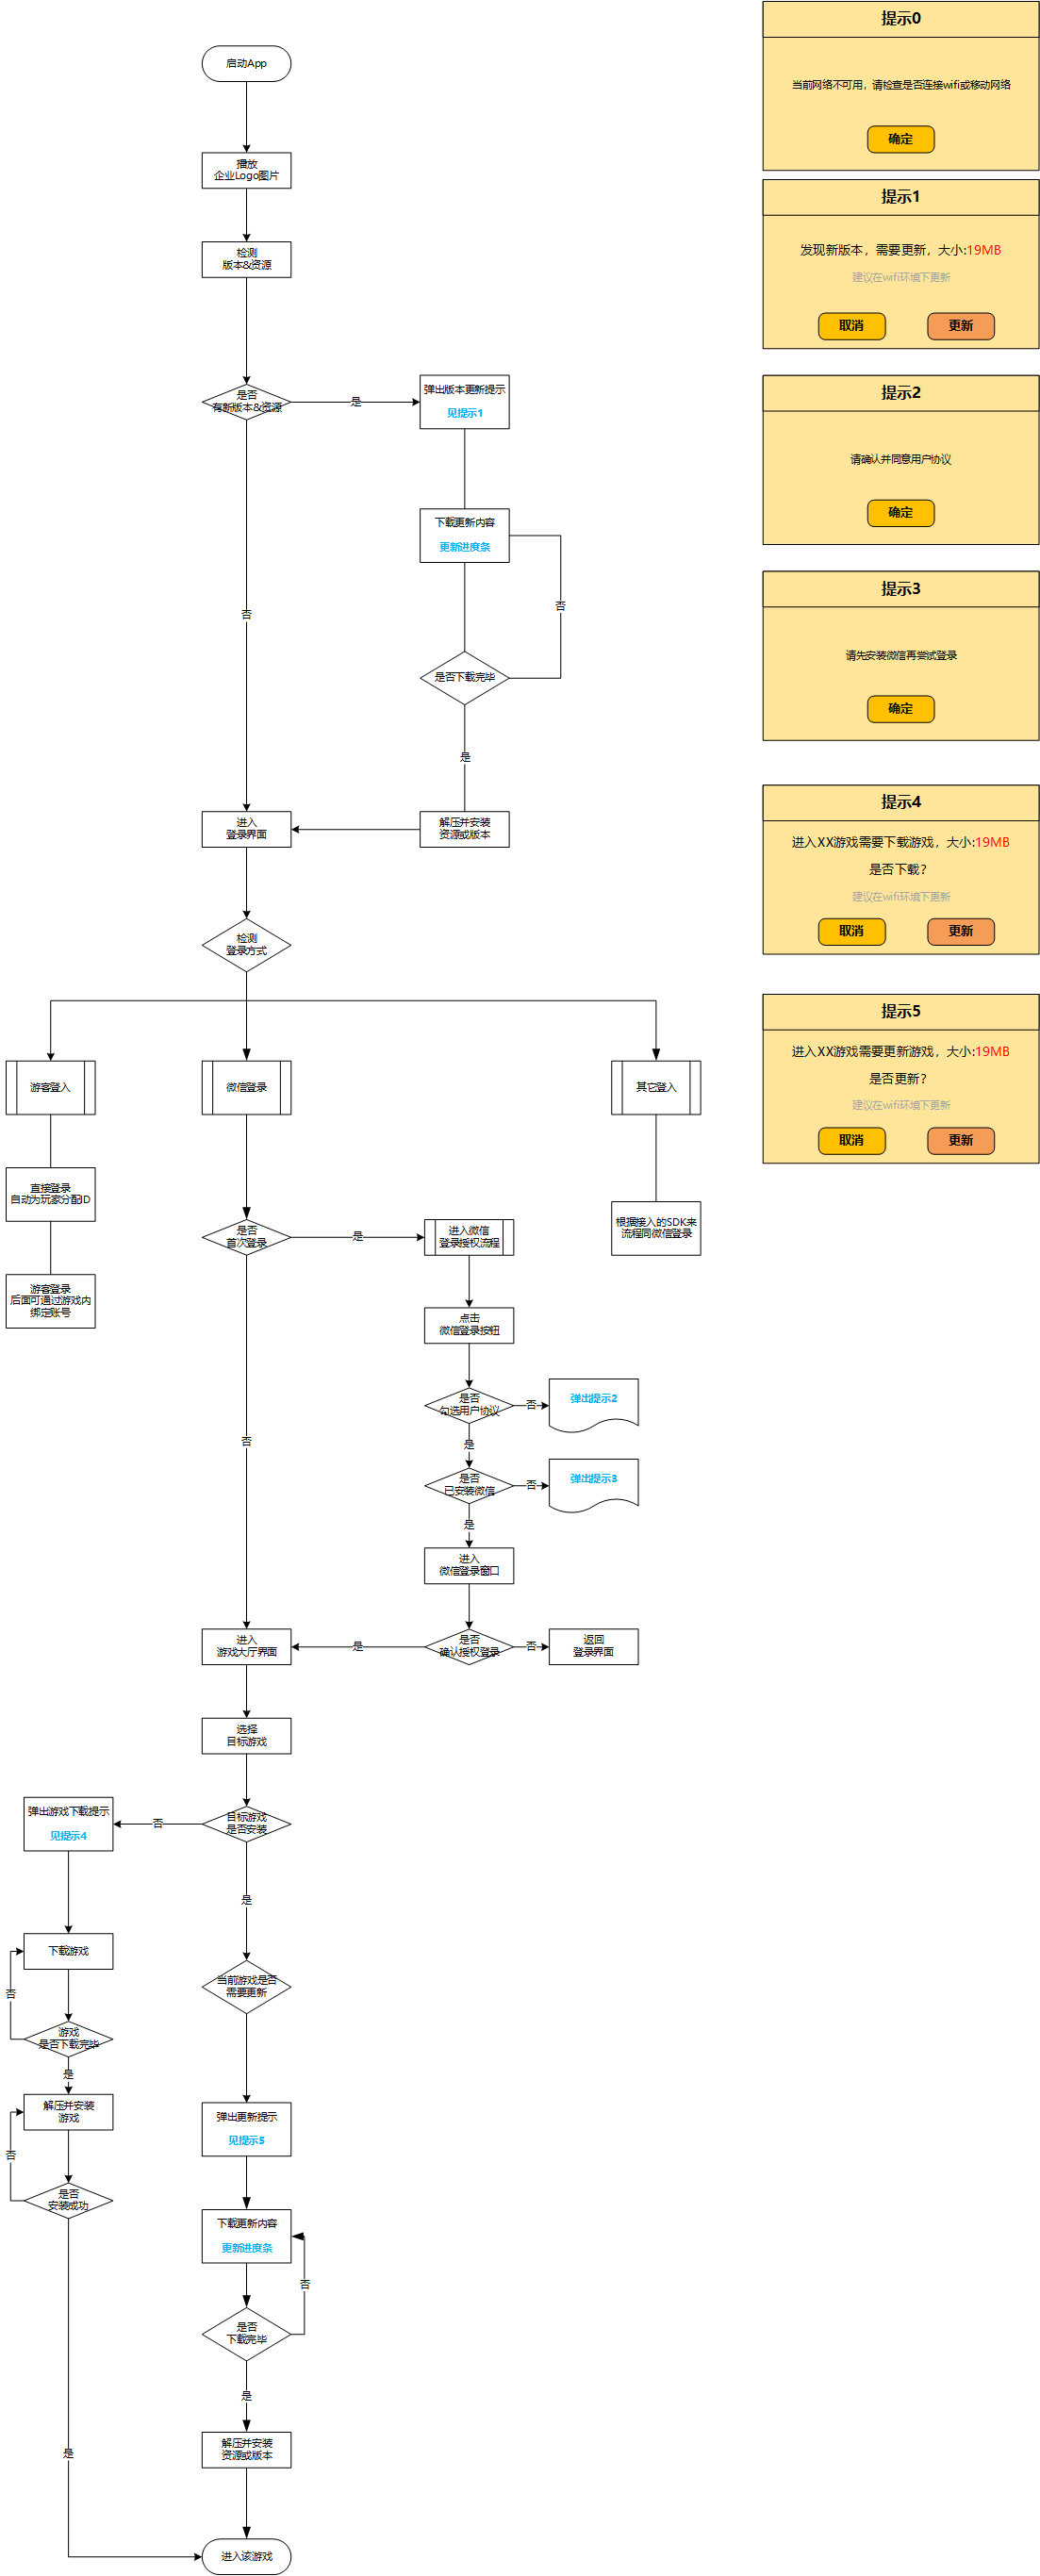 启动App
播放
企业Logo图片
检测
版本&资源
是否
有新版本&资源
是
弹出版本更新提示
见提示1
下载更新内容
更新进度条
否
否
是否下载完毕
是
进入
登录界面
解压并安装
资源或版本
检测
登录方式
游客登入
微信登录
其它登入
直接登录
自动为玩家分配ID
游客登录
后面可通过游戏内
绑定账号
根据接入的SDK来
流程同微信登录
是否
首次登录
是
进入微信
登录授权流程
点击
微信登录按钮
是否
勾选用户协议
否
弹出提示2
是
否
是否
已安装微信
否
弹出提示3
是
进入
微信登录窗口
进入
游戏大厅界面
是
是否
确认授权登录
否
返回
登录界面
选择
目标游戏
目标游戏
是否安装
否
弹出游戏下载提示
见提示4
是
下载游戏
否
游戏
是否下载完毕
是
解压并安装
游戏
否
是否
安装成功
是
当前游戏是否
需要更新
弹出更新提示
见提示5
下载更新内容
更新进度条
否
是否
下载完毕
是
解压并安装
资源或版本
进入该游戏
提示0
当前网络不可用，请检查是否连接wifi或移动网络
确定
提示1
发现新版本，需要更新，大小:19MB
建议在wifi环境下更新
取消
更新
提示2
请确认并同意用户协议
确定
提示3
请先安装微信再尝试登录
确定
提示4
进入XX游戏需要下载游戏，大小:19MB
是否下载？
建议在wifi环境下更新
取消
更新
提示5
进入XX游戏需要更新游戏，大小:19MB
是否更新？
建议在wifi环境下更新
取消
更新